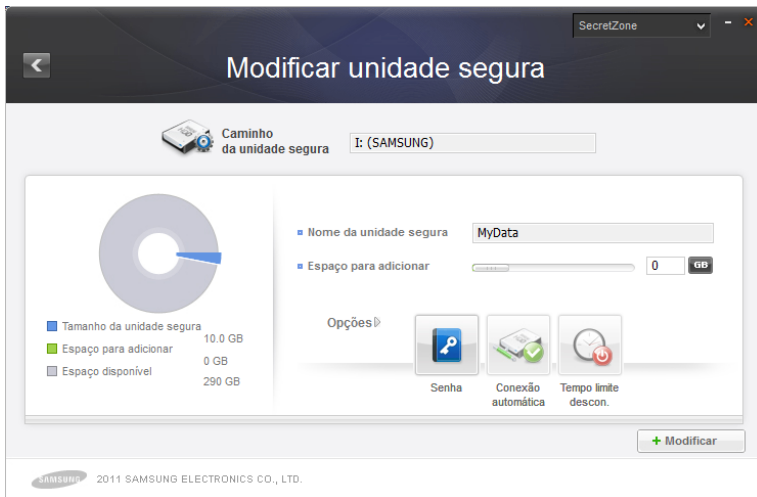 SecretZone
Modificar unidade segura
Caminho
da unidade segura
I: (SAMSUNG)
Nome da unidade segura
MyData
Espaço para adicionar
0
GB
Opções
Tamanho da unidade segura
10.0 GB
Espaço para adicionar
0 GB
Espaço disponível
290 GB
Senha
Conexão
automática
Tempo limite
descon.
+ Modificar
SAMSUNG
2011 SAMSUNG ELECTRONICS CO., LTD.